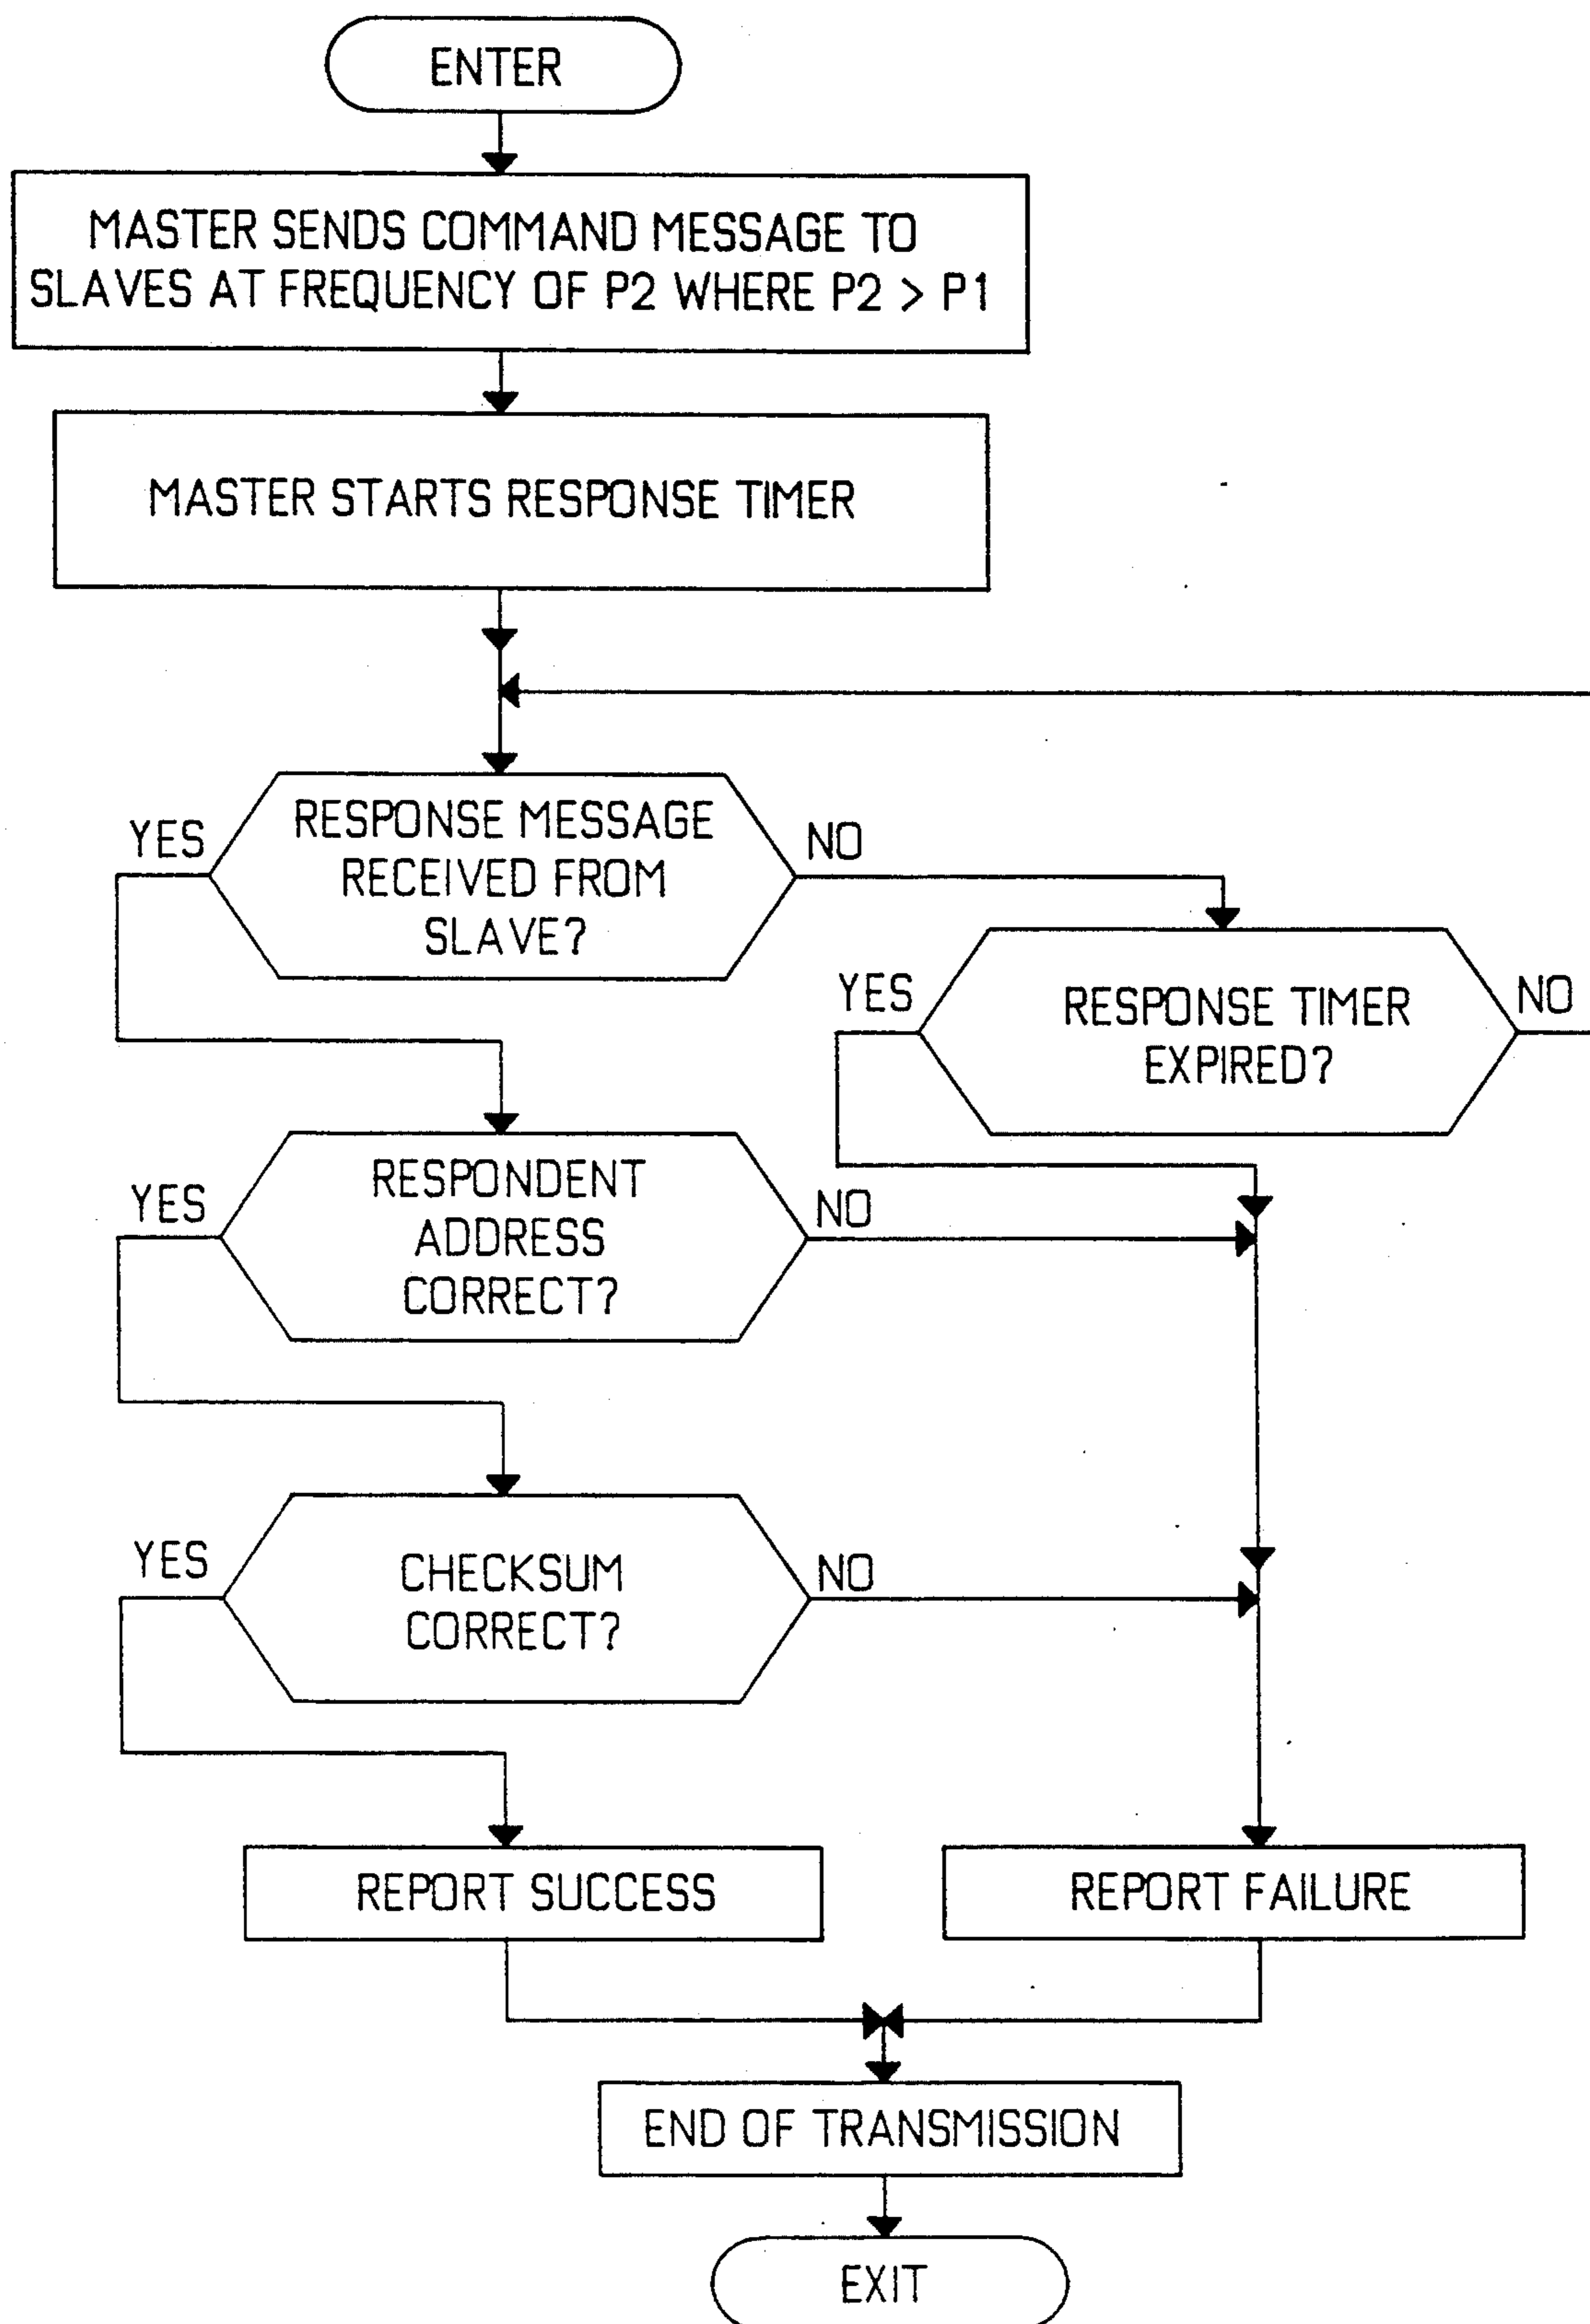 ENTER
MASTER SENDS COMMAND MESSAGE TO
SLAVES AT FREQUENCY OF P2 WHERE P2 > P1
MASTER STARTS RESPONSE TIMER
YES
RESPONSE MESSAGE
RECEIVED FROM
SLAVE?
NO
YES
RESPONSE TIMER
EXPIRED?
NO
YES
RESPONDENT
ADDRESS
CORRECT?
NO
YES
CHECKSUM
CORRECT?
NO
REPORT SUCCESS
REPORT FAILURE
END OF TRANSMISSION
EXIT